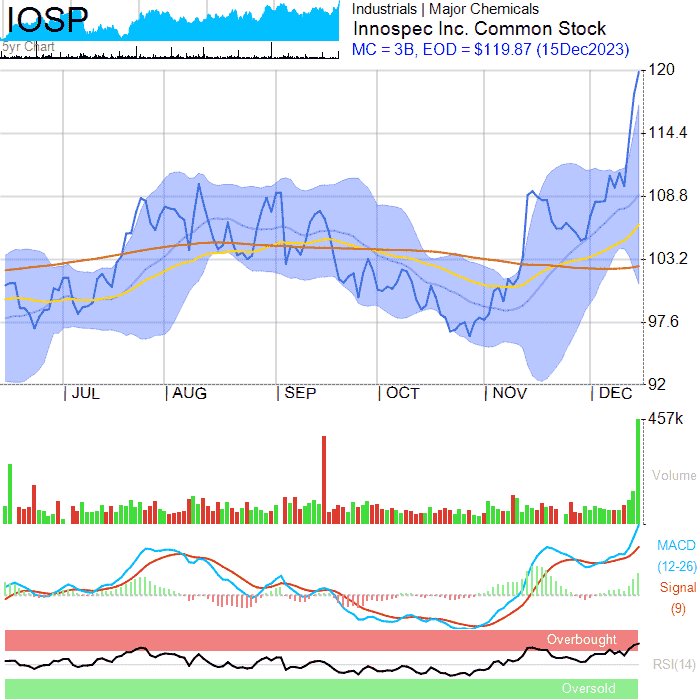 IOSP
Industrials | Major Chemicals
Innospec Inc. Common Stock
MC = 3B, EOD = $119.87 (15Dec2023)
5yr Chart
120
114.4
108.8
103.2
97.6
92
JUL AUG SEP OCT NOV DEC
457k
Volume
MACD
(12-26)
Signal
(9)
Overbought
RSI(14)
Oversold